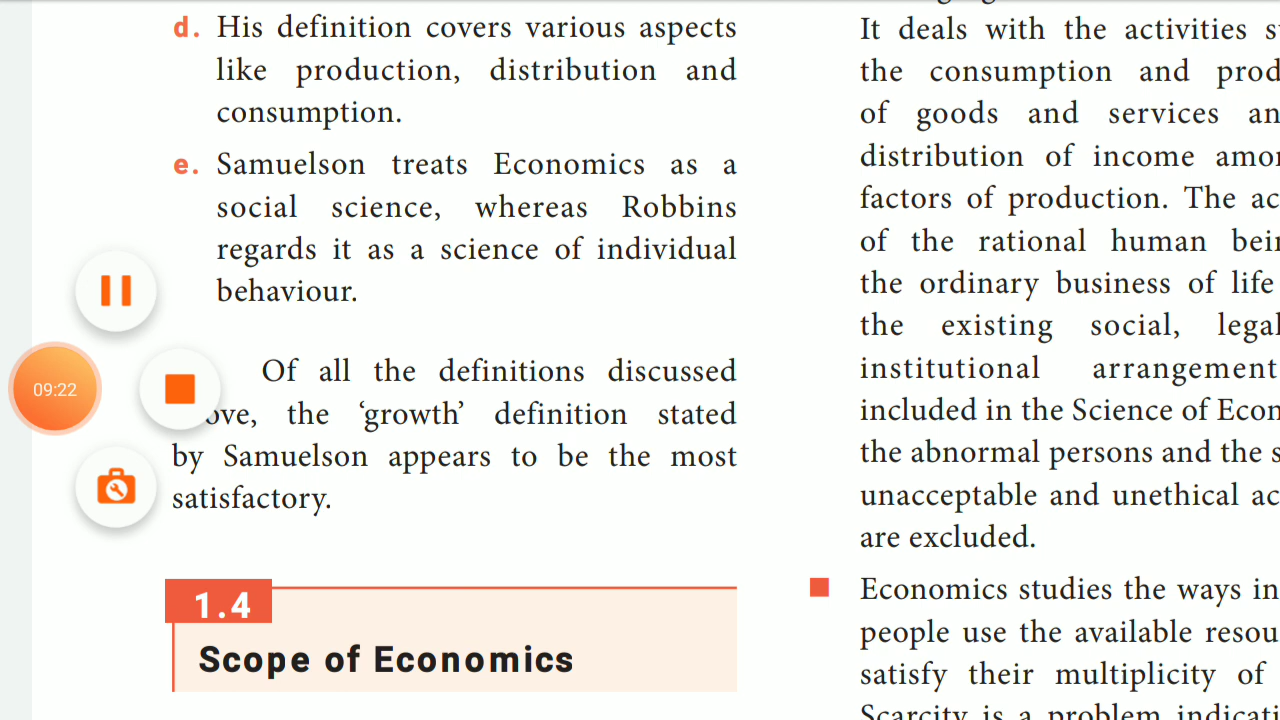 d. His definition covers various aspects
like production, distribution and
consumption.
e. Samuelson treats Economics as a
social science, whereas Robbins
regards it as a science of individual
behaviour.
Of all the definitions discussed
the ‘growth’ definition stated
by Samuelson appears to be the most
satisfactory.
1.4
Scope of Economics
09:22
It deals with the activities
the consumption and
of goods and services
distribution of income
factors of production. The
of the rational human
the ordinary business of life
the existing social,
institutional
included in the Science of
the abnormal persons and the
unacceptable and unethical
are excluded.
Economics studies the ways in
people use the available
satisfy their multiplicity of
Scarcity is a problem